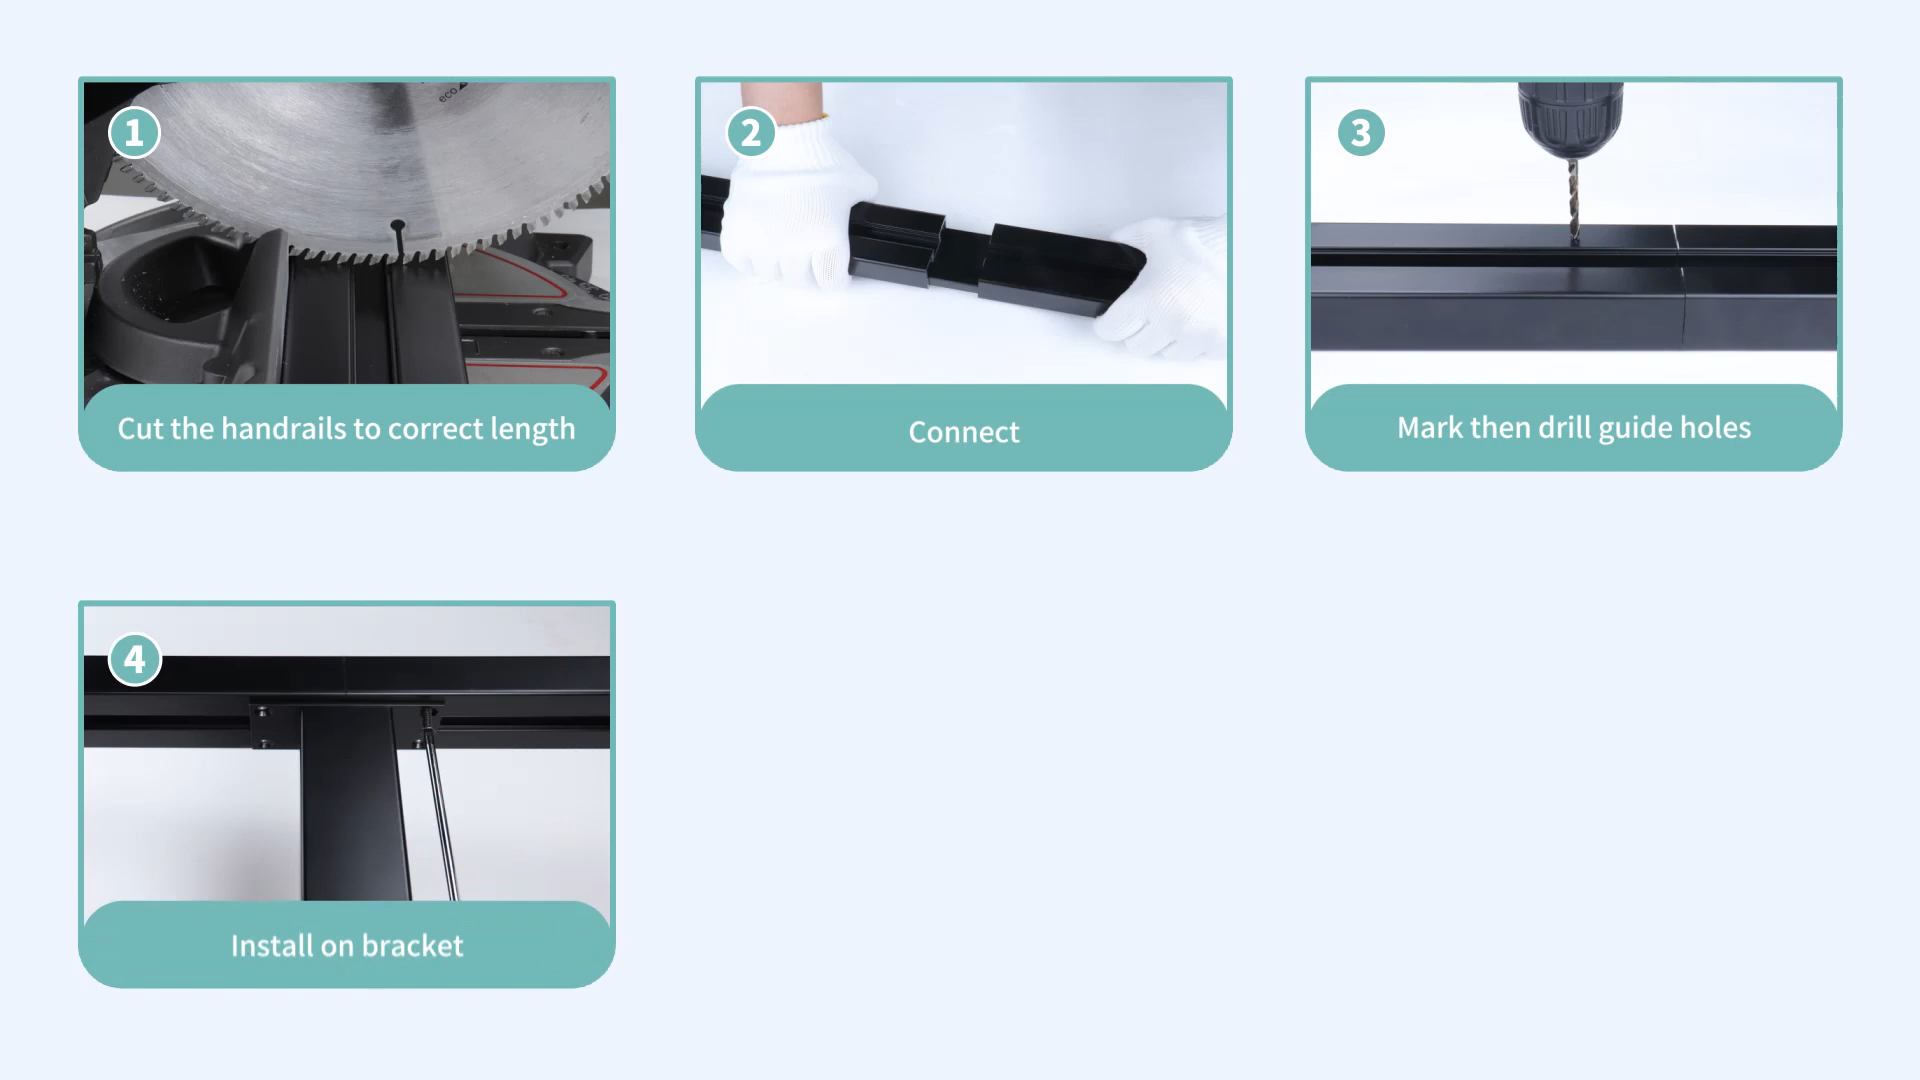 eco
1
Cut the handrails to correct length
2
Connect
3
Mark then drill guide holes
4
Install on bracket